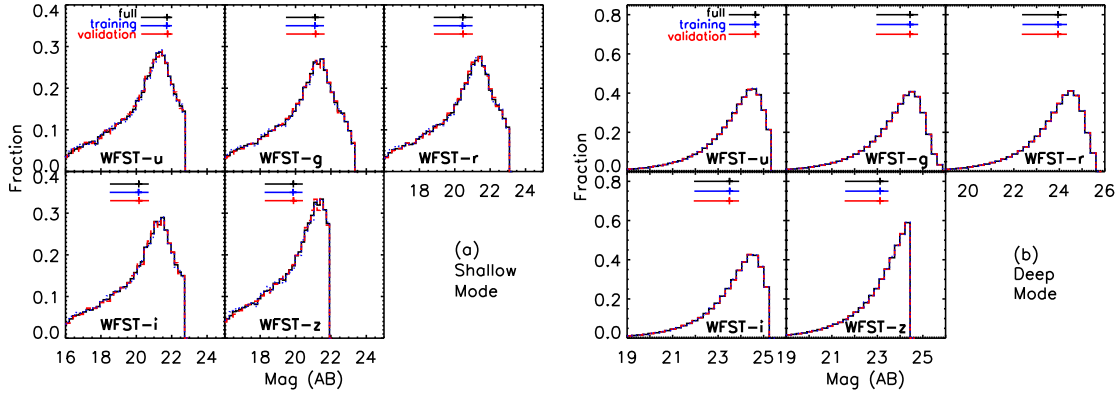 full
training
validation
0.4
0.3
0.2
0.1
0.0
WFST-u
WFST-g
WFST-r
16 18 20 22 24
Fraction
0.4
0.3
0.2
0.1
0.0
WFST-i
WFST-z
16 18 20 22 24
16 18 20 22 24
Mag (AB)
(a)
Shallow
Mode
full
training
validation
0.8
0.6
0.4
0.2
0.0
WFST-u
WFST-g
WFST-r
20 22 24 26
Fraction
0.8
0.6
0.4
0.2
0.0
WFST-i
WFST-z
19 21 23 25
19 21 23 25
Mag (AB)
(b)
Deep
Mode